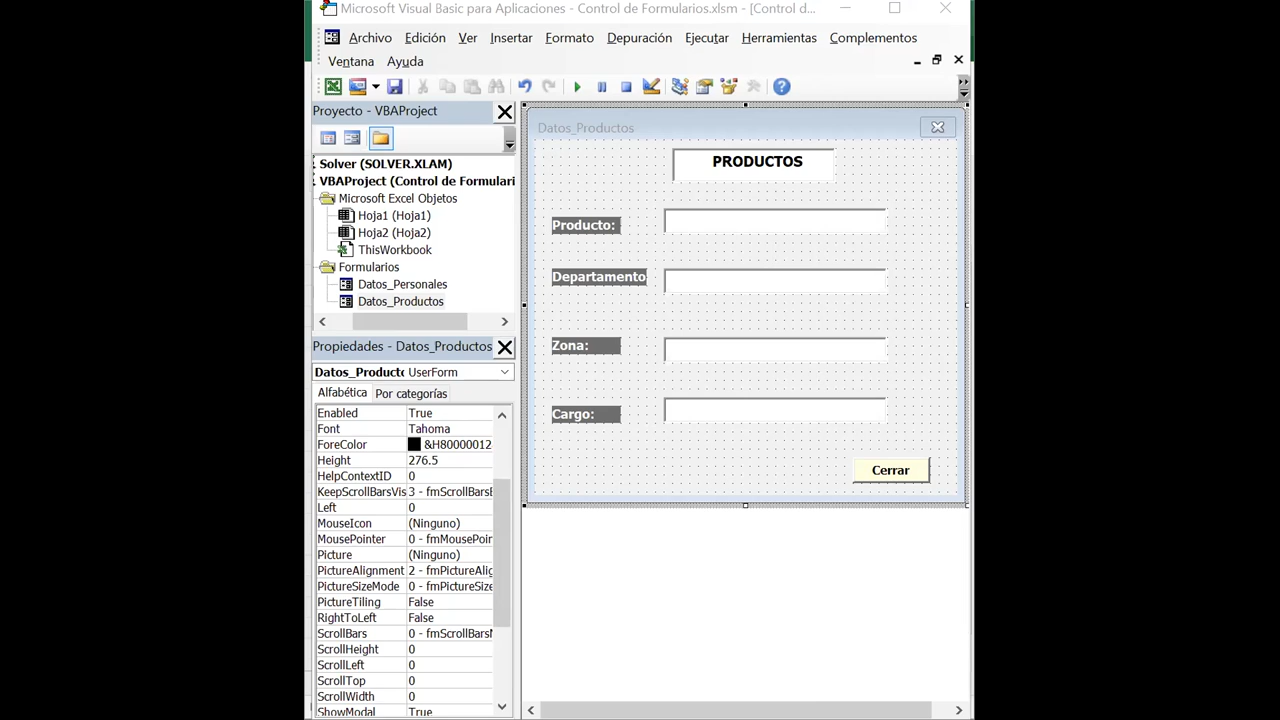 Microsoft Visual Basic para Aplicaciones - Control de Formularios.xlsm - [Control d...
Archivo Edición Ver Insertar Formato Depuración Ejecutar Herramientas Complementos
Ventana Ayuda
Proyecto - VBAProject
Solver (SOLVER.XLAM)
VBAProject (Control de Formulari
Microsoft Excel Objetos
Hoja1 (Hoja1)
Hoja2 (Hoja2)
ThisWorkbook
Formularios
Datos_Personales
Datos_Productos
Propiedades - Datos_Productos
Datos_Producto UserForm
Alfabética Por categorías
Enabled True
Font Tahoma
ForeColor &H80000012
Height 276.5
HelpContextID 0
KeepScrollBarsVis 3 - fmScrollBarsB
Left 0
MouseIcon (Ninguno)
MousePointer 0 - fmMousePoin
Picture (Ninguno)
PictureAlignment 2 - fmPictureAlig
PictureSizeMode 0 - fmPictureSize
PictureTiling False
RightToLeft False
ScrollBars 0 - fmScrollBarsN
ScrollHeight 0
ScrollLeft 0
ScrollTop 0
ScrollWidth 0
ShowModal True
Datos_Productos
PRODUCTOS
Producto:
Departamento
Zona:
Cargo:
Cerrar